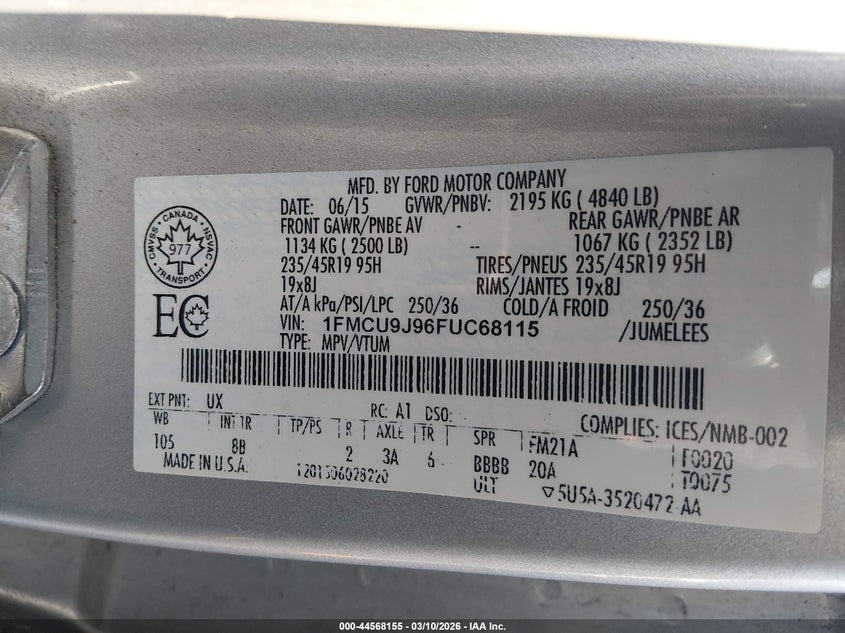 MFD. BY FORD MOTOR COMPANY
DATE: 06/15 GVWR/PNBV: 2195 KG ( 4840 LB)
FRONT GAWR/PNBE AV - REAR GAWR/PNBE AR
1134 KG ( 2500 LB) -- 1067 KG ( 2352 LB)
235/45R19 95H TIRES/PNEUS 235/45R19 95H
19x8J RIMS/JANTES 19x8J
AT/A kPa/PSI/LPC 250/36 COLD/A FROID 250/36
VIN: 1FMCU9J96FUC68115 /JUMELEES
TYPE: MPV/VTUM
CANADA
CMVSS NSVAC
977
TRANSPORT
EC
EXT PNT: UX RC: A1 DSO:
COMPLIES: ICES/NMB-002
WB INT TR TP/PS R AXLE TR SPR FM21A F0020
105 8B 2 3A 6 BBBB 20A T0075
MADE IN U.S.A. 1201506028220 ULT ▽5U5A-3520472-AA
000-44568155 — 03/10/2026 — IAA Inc.